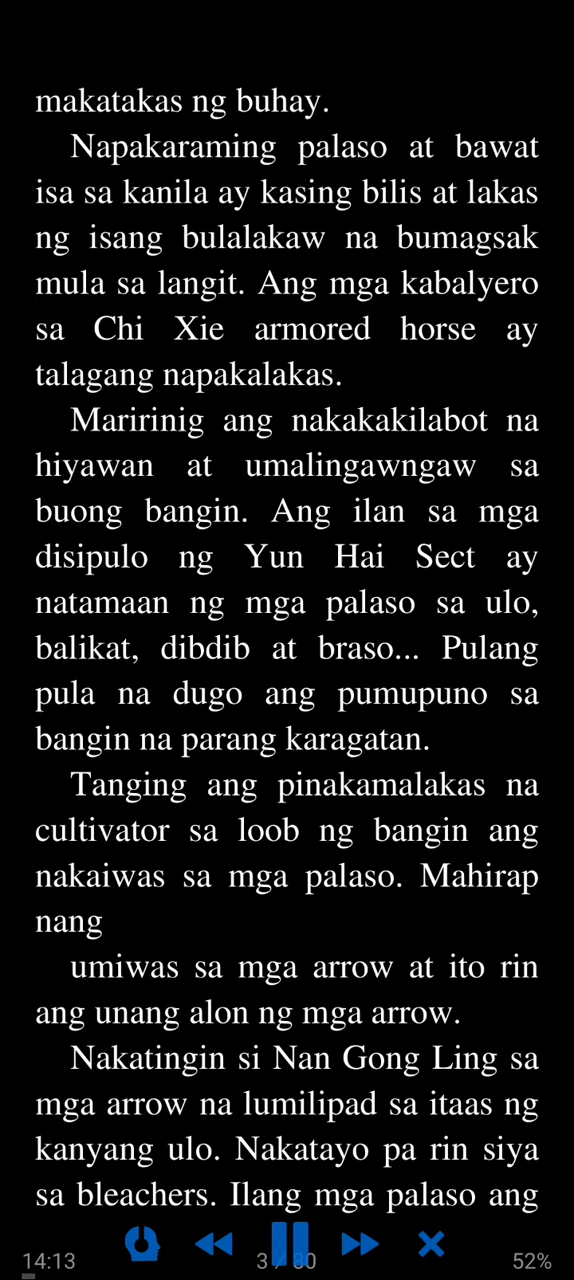 makatakas ng buhay.
Napakaraming palaso at bawat
isa sa kanila ay kasing bilis at lakas
ng isang bulalakaw na bumagsak
mula sa langit. Ang mga kabalyero
sa Chi Xie armored horse ay
talagang napakalakas.
Maririnig ang nakakakilabot na
hiyawan at umalingawngaw sa
buong bangin. Ang ilan sa mga
disipulo ng Yun Hai Sect ay
natamaan ng mga palaso sa ulo,
balikat, dibdib at braso... Pulang
pula na dugo ang pumupuno sa
bangin na parang karagatan.
Tanging ang pinakamalakas na
cultivator sa loob ng bangin ang
nakaiwas sa mga palaso. Mahirap
nang
umiwas sa mga arrow at ito rin
ang unang alon ng mga arrow.
Nakatingin si Nan Gong Ling sa
mga arrow na lumilipad sa itaas ng
kanyang ulo. Nakatayo pa rin siya
sa bleachers. Ilang mga palaso ang
14:13 3 / 80 52%